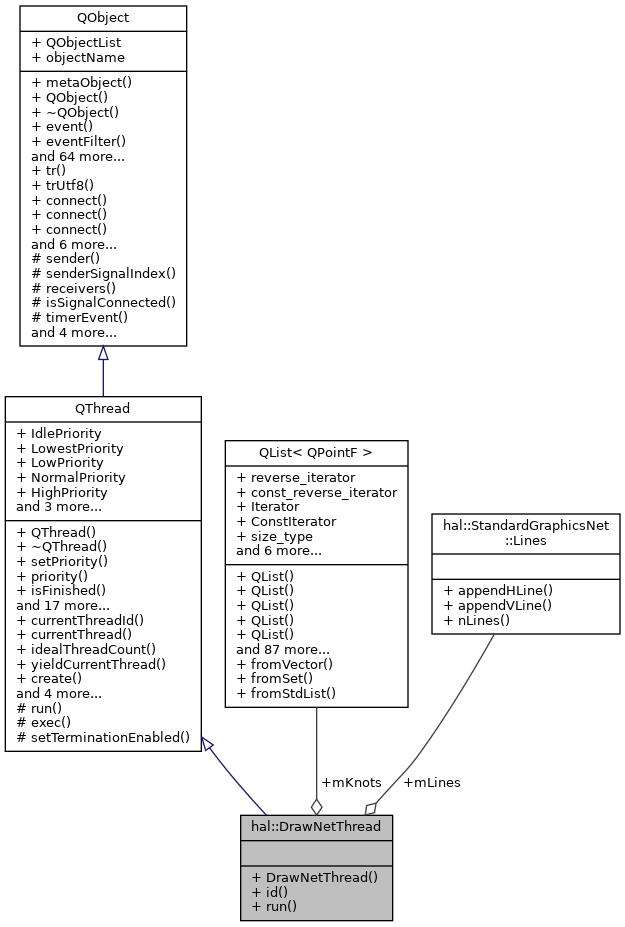 QObject
+ QObjectList
+ objectName
+ metaObject()
+ QObject()
+ ~QObject()
+ event()
+ eventFilter()
and 64 more...
+ tr()
+ trUtf8()
+ connect()
+ connect()
+ connect()
and 6 more...
# sender()
# senderSignalIndex()
# receivers()
# isSignalConnected()
# timerEvent()
and 4 more...
QThread
+ IdlePriority
+ LowestPriority
+ LowPriority
+ NormalPriority
+ HighPriority
and 3 more...
+ QThread()
+ ~QThread()
+ setPriority()
+ priority()
+ isFinished()
and 17 more...
+ currentThreadId()
+ currentThread()
+ idealThreadCount()
+ yieldCurrentThread()
+ create()
and 4 more...
# run()
# exec()
# setTerminationEnabled()
QList< QPointF >
+ reverse_iterator
+ const_reverse_iterator
+ Iterator
+ ConstIterator
+ size_type
and 6 more...
+ QList()
+ QList()
+ QList()
+ QList()
+ QList()
and 87 more...
+ fromVector()
+ fromSet()
+ fromStdList()
hal::StandardGraphicsNet
::Lines
+ appendHLine()
+ appendVLine()
+ nLines()
+mKnots
+mLines
hal::DrawNetThread
+ DrawNetThread()
+ id()
+ run()